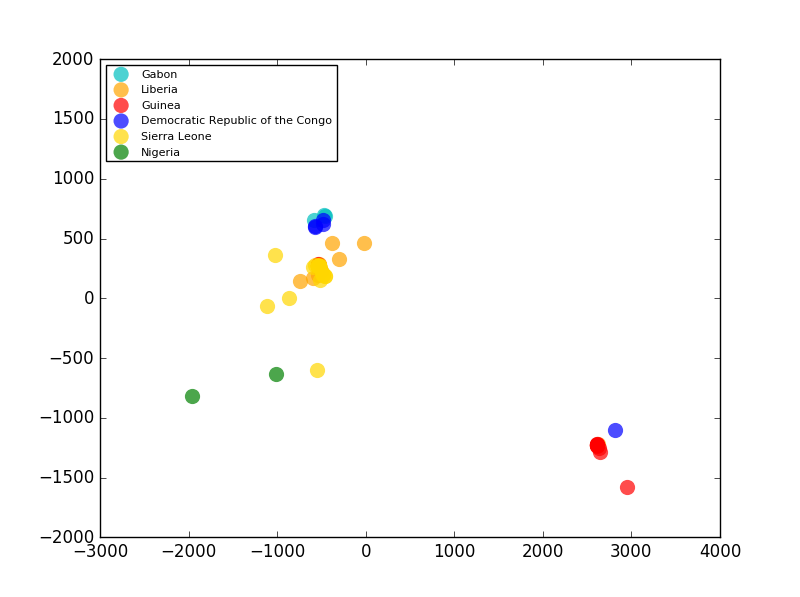 2000
1500
1000
500
0
−500
−1000
−1500
−2000
Gabon
Liberia
Guinea
Democratic Republic of the Congo
Sierra Leone
Nigeria
−3000 −2000 −1000 0 1000 2000 3000 4000